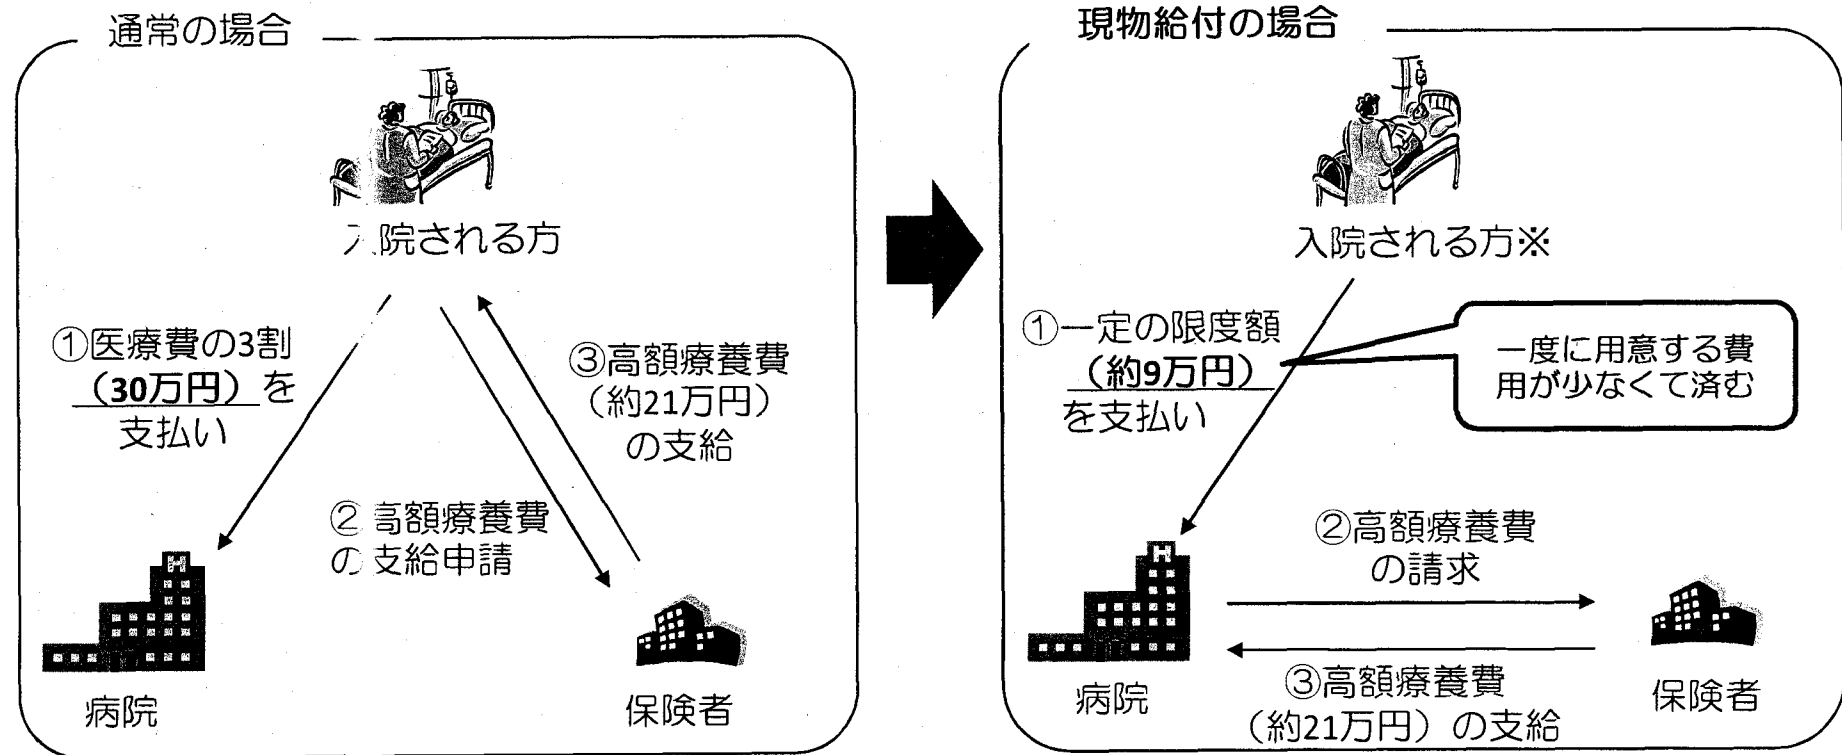 通常の場合
入院される方
①医療費の3割
（30万円）を
支払い
③高額療養費
（約21万円）
の支給
②高額療養費
の支給申請
病院
保険者
現物給付の場合
入院される方※
①一定の限度額
（約9万円）
を支払い
一度に用意する費
用が少なくて済む
②高額療養費
の請求
③高額療養費
（約21万円）の支給
病院
保険者